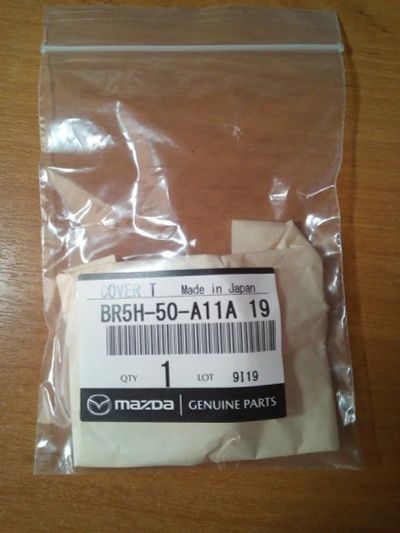 COVER T Made in Japan
BR5H-50-A11A 19
QTY 1 LOT 9I19
mazda GENUINE PARTS